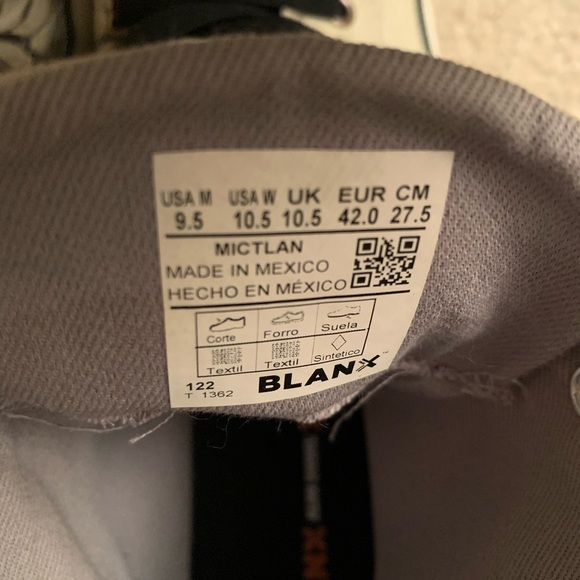 USA M USA W UK EUR CM
9.5 10.5 10.5 42.0 27.5
MICTLAN
MADE IN MEXICO
HECHO EN MÉXICO
Corte Forro Suela
Textil Textil Sintetico
122
T 1362
BLANX
NX